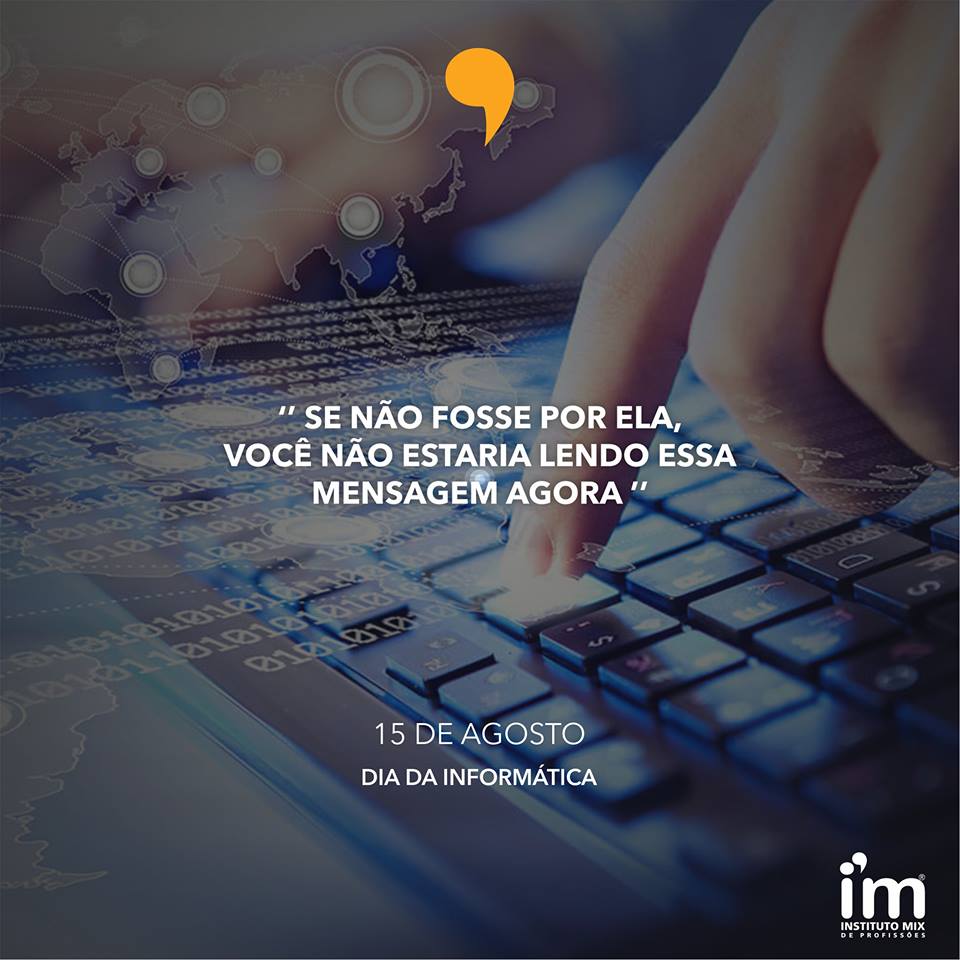 ’’ SE NÃO FOSSE POR ELA,
VOCÊ NÃO ESTARIA LENDO ESSA
MENSAGEM AGORA ’’
15 DE AGOSTO
DIA DA INFORMÁTICA
i’m®
INSTITUTO MIX
DE PROFISSÕES